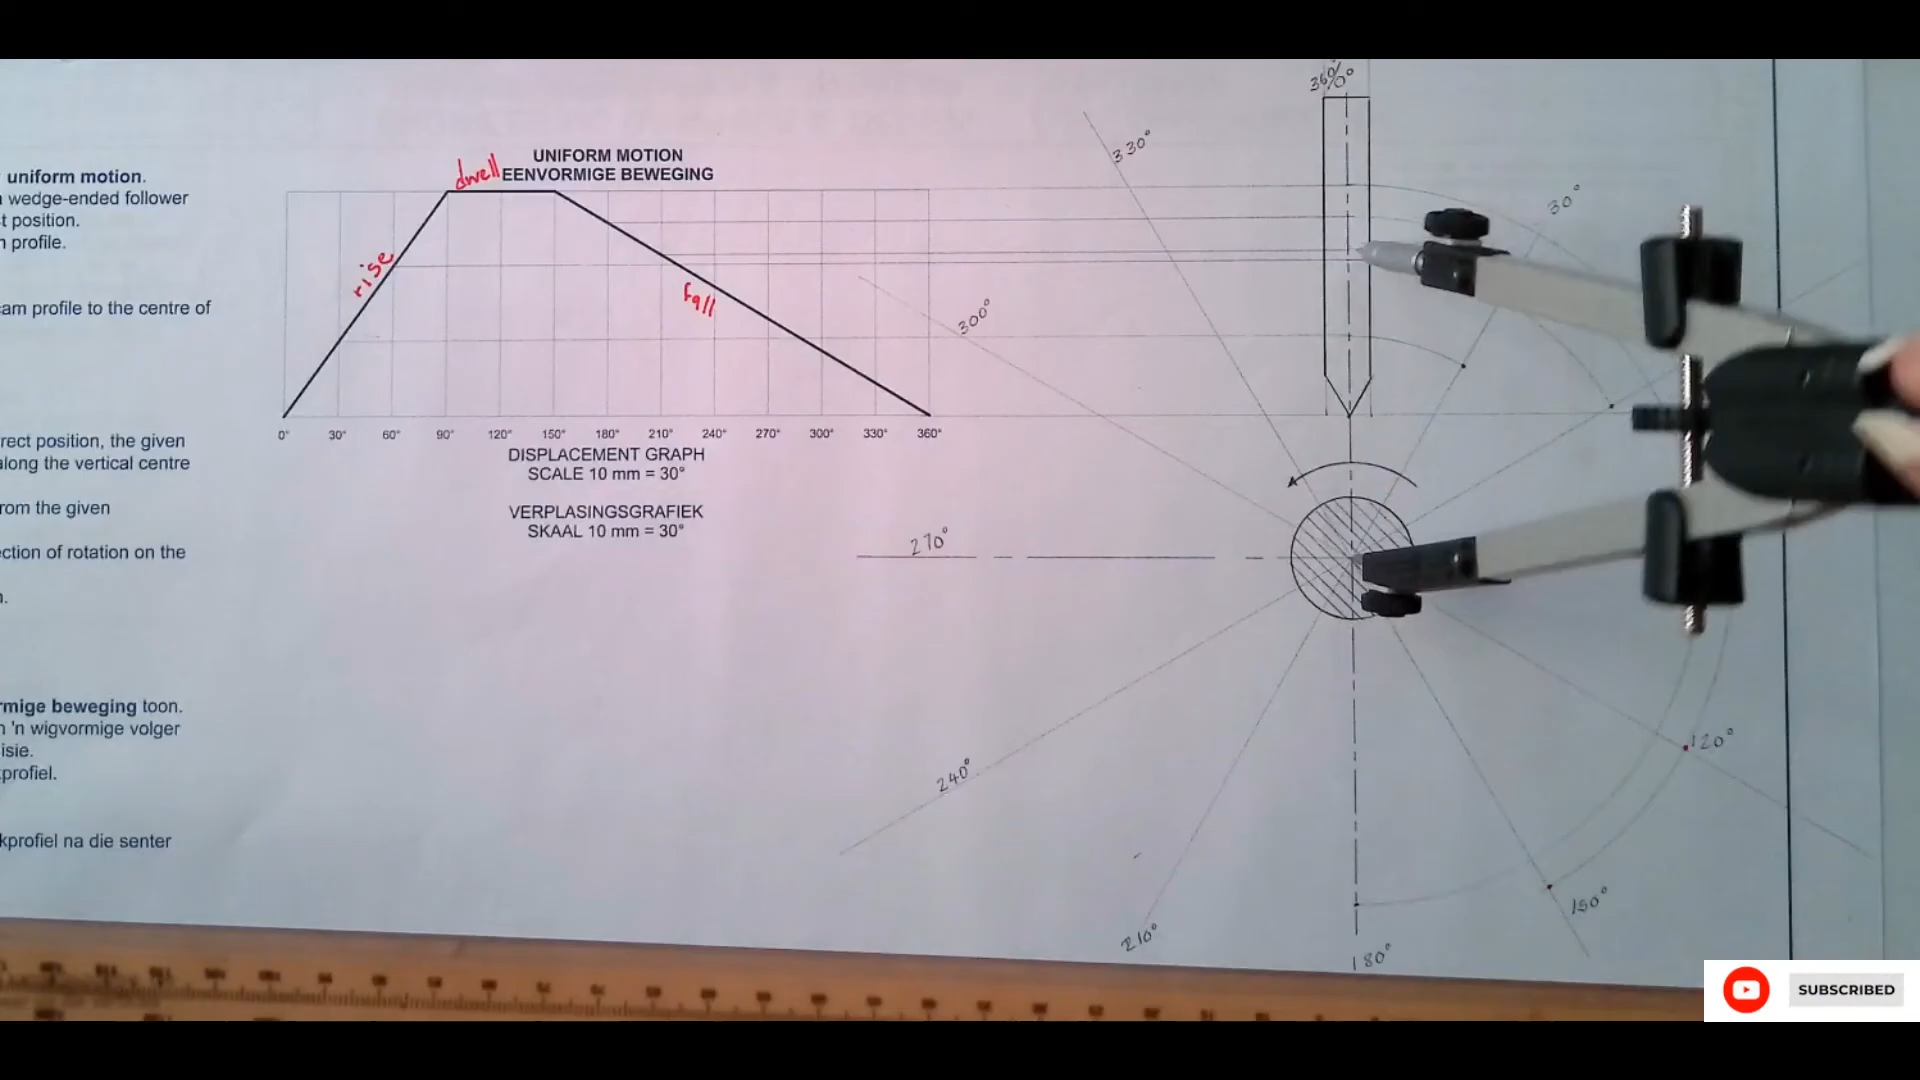 uniform motion.
wedge-ended follower
t position.
profile.
cam profile to the centre of
rect position, the given
along the vertical centre
rom the given
ection of rotation on the
rmige beweging toon.
'n wigvormige volger
isie.
profiel.
kprofiel na die senter
UNIFORM MOTION
EENVORMIGE BEWEGING
dwell
rise
fall
0° 30° 60° 90° 120° 150° 180° 210° 240° 270° 300° 330° 360°
DISPLACEMENT GRAPH
SCALE 10 mm = 30°
VERPLASINGSGRAFIEK
SKAAL 10 mm = 30°
360/0°
330°
30°
300°
270°
240°
210°
180°
150°
120°
SUBSCRIBED